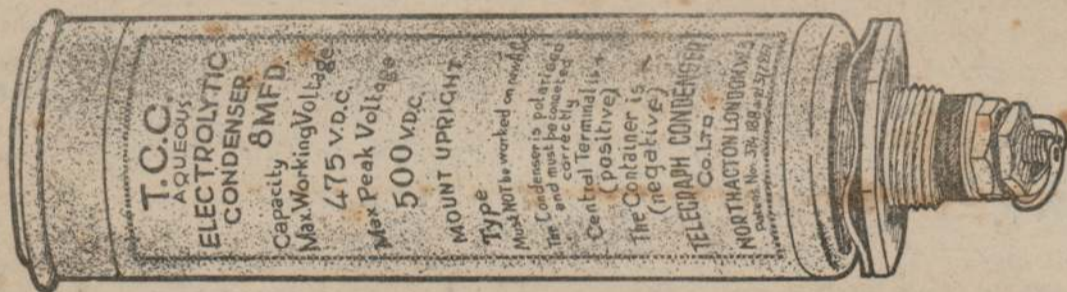 T.C.C.
AQUEOUS
ELECTROLYTIC
CONDENSER
Capacity 8MFD.
Max.Working Voltage
475 V.D.C.
Max Peak Voltage
500 V.D.C.
MOUNT UPRIGHT
Type
Must NOT be worked on
The Condenser is polarised
and must be connected
correctly
Central Terminal is +
(positive)
The Container is -
(negative)
TELEGRAPH CONDENSER
Co. LTD.
NORTH ACTON LONDON W.3
Patent. No.